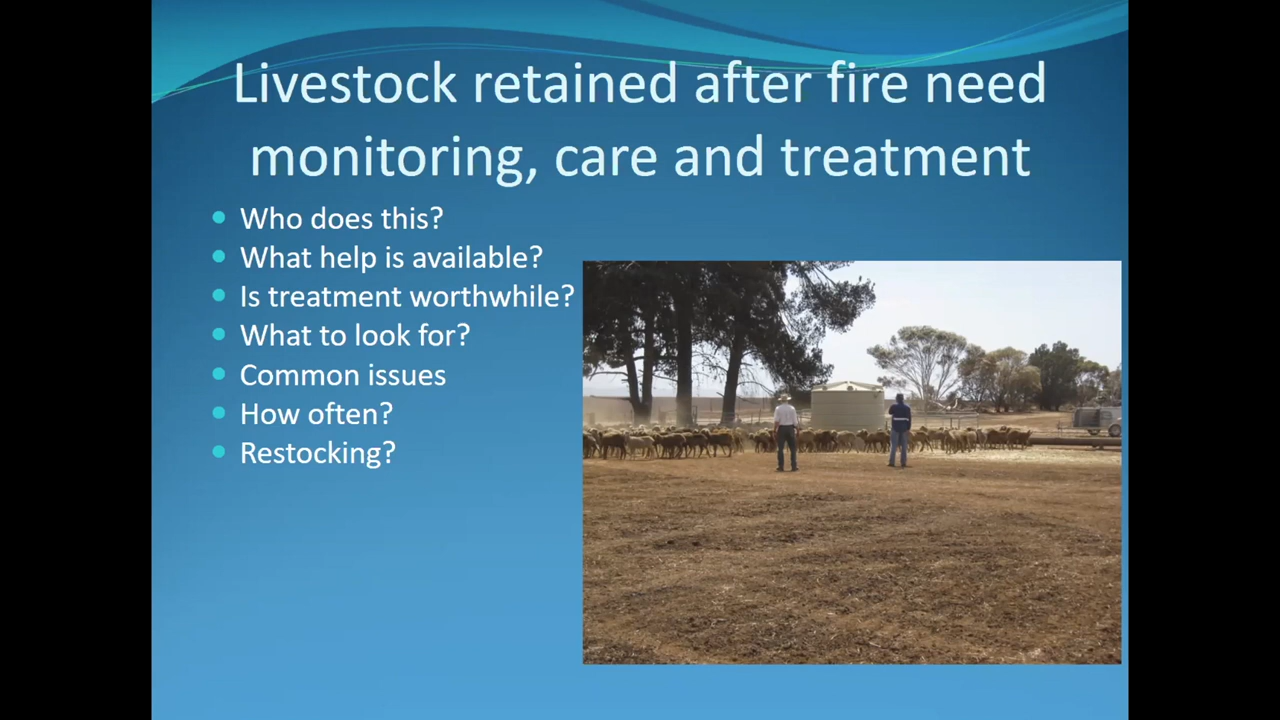 Livestock retained after fire need
monitoring, care and treatment
Who does this?
What help is available?
Is treatment worthwhile?
What to look for?
Common issues
How often?
Restocking?